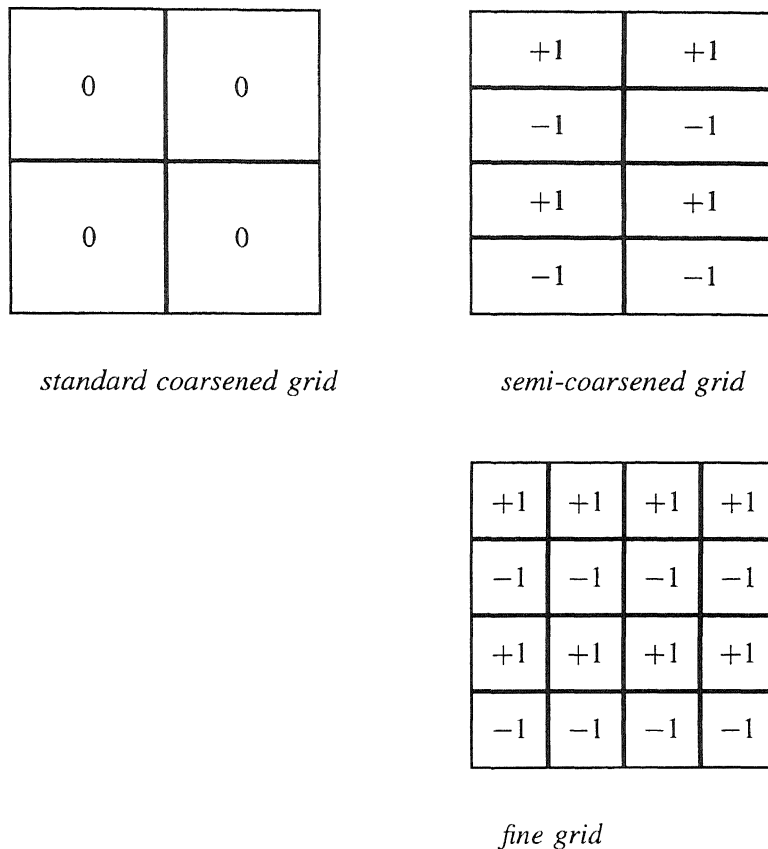 0 0
0 0
standard coarsened grid
+1 +1
−1 −1
+1 +1
−1 −1
semi-coarsened grid
+1 +1 +1 +1
−1 −1 −1 −1
+1 +1 +1 +1
−1 −1 −1 −1
fine grid